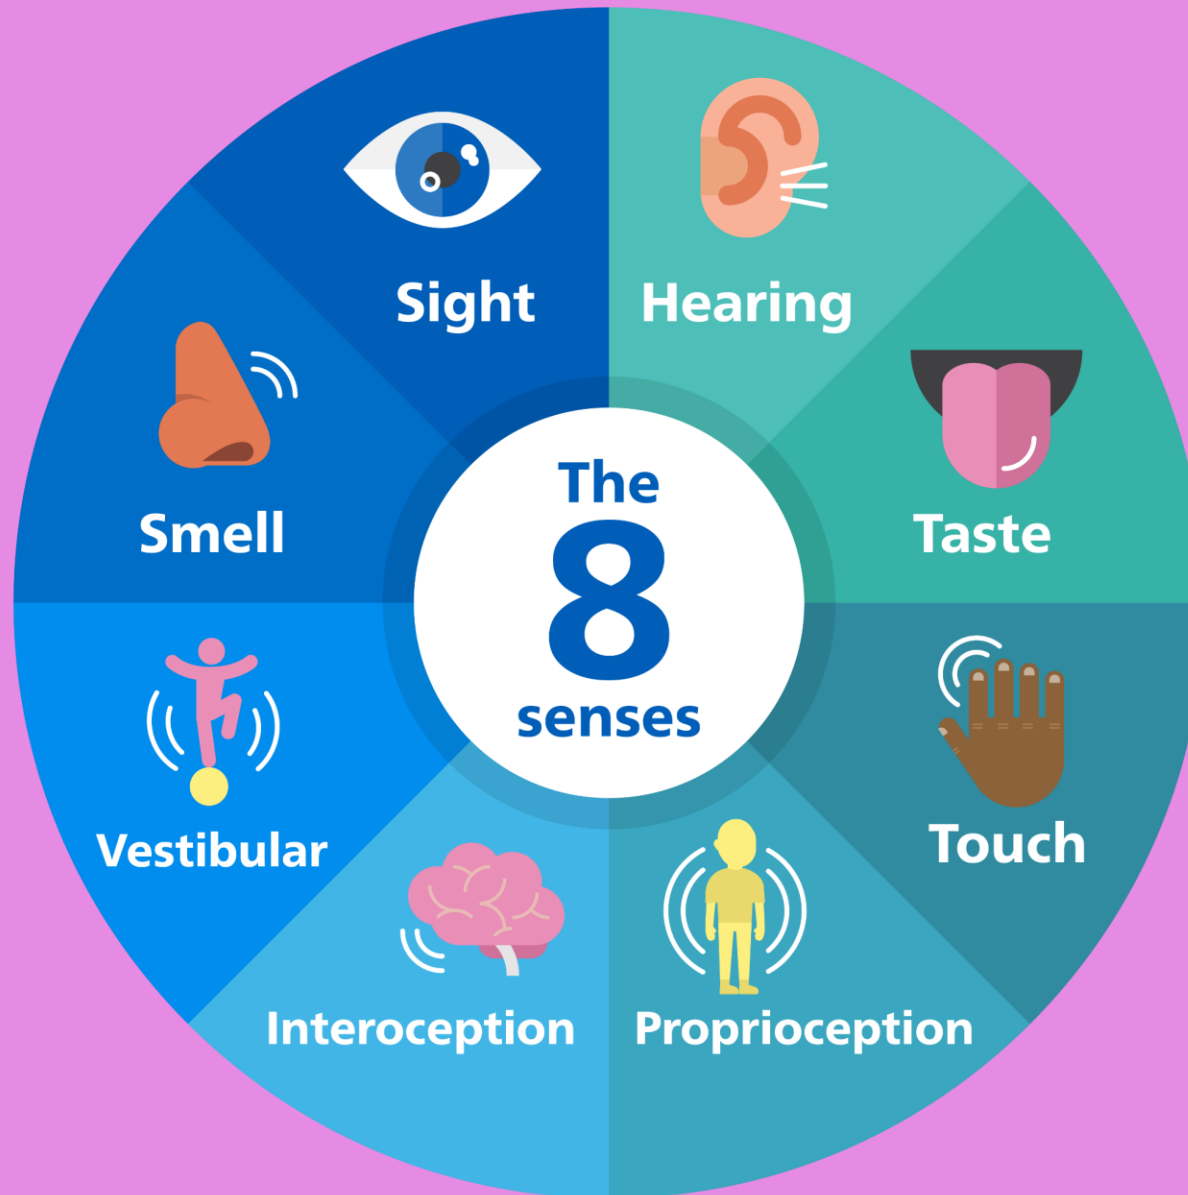 The
8
senses
Sight
Hearing
Taste
Touch
Proprioception
Interoception
Vestibular
Smell